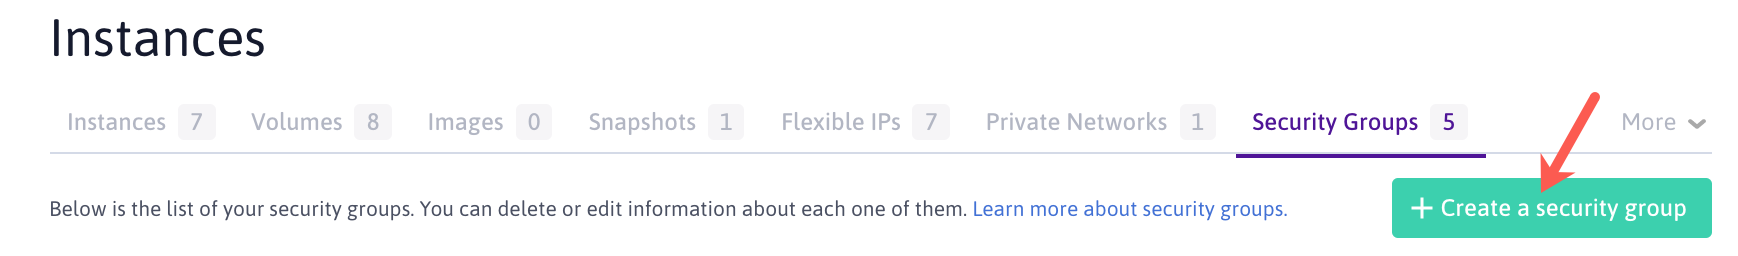 Instances
Instances 7 Volumes 8 Images 0 Snapshots 1 Flexible IPs 7 Private Networks 1 Security Groups 5 More
Below is the list of your security groups. You can delete or edit information about each one of them. Learn more about security groups. + Create a security group